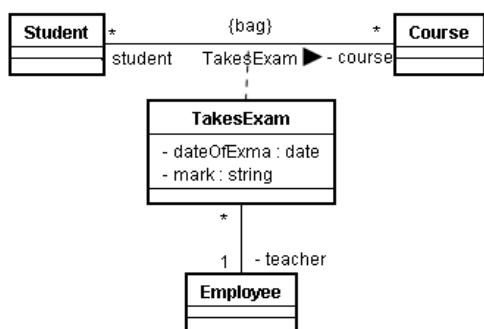 {bag}
Student * * Course
student TakesExam ▶ - course
TakesExam
- dateOfExma : date
- mark : string
*
1 - teacher
Employee